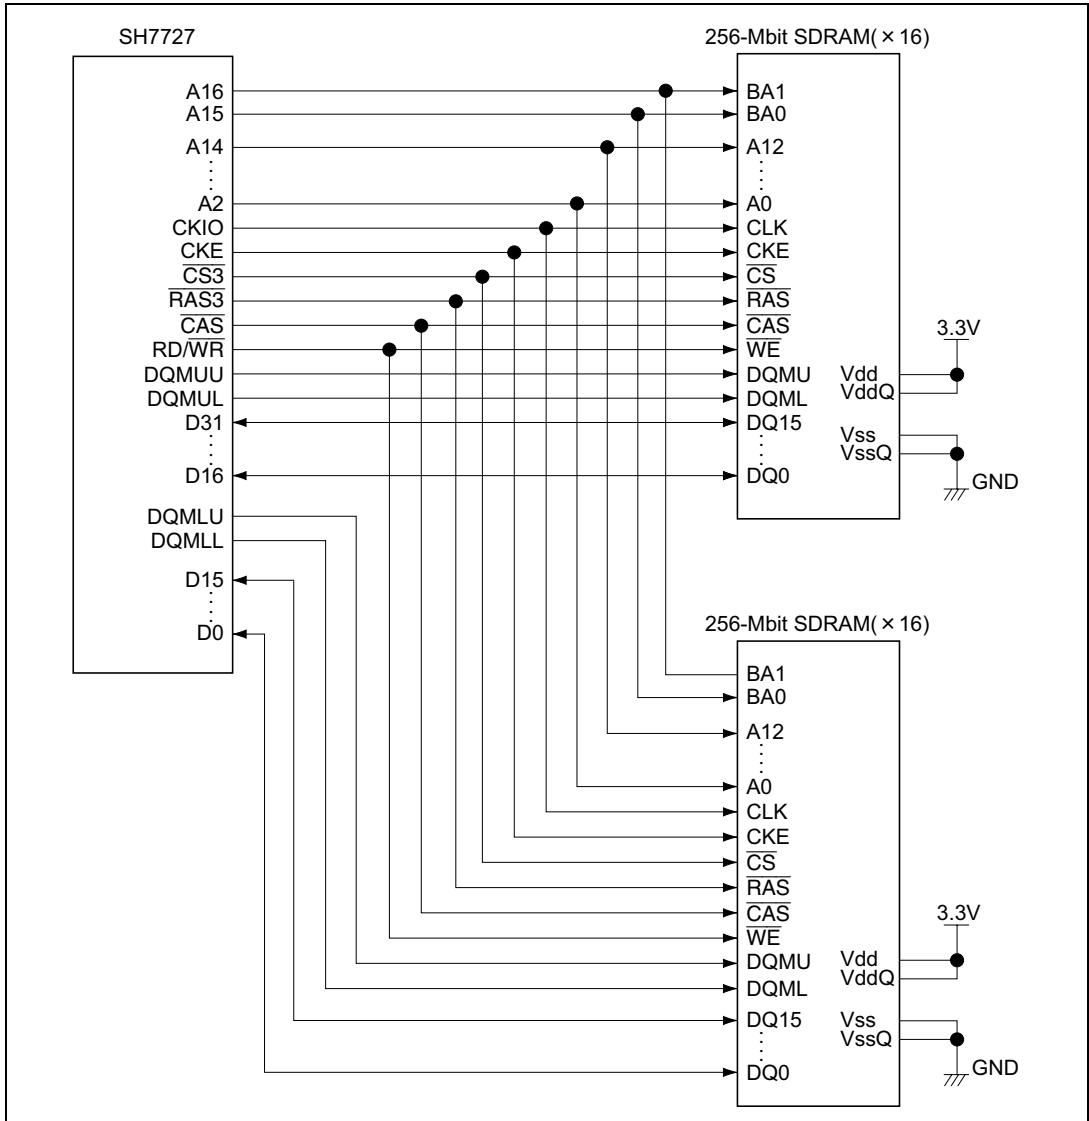 SH7727
A16
A15
A14
A2
CKIO
CKE
CS3
RAS3
CAS
RD/WR
DQMUU
DQMUL
D31
D16
DQMLU
DQMLL
D15
D0
256-Mbit SDRAM(×16)
BA1
BA0
A12
A0
CLK
CKE
CS
RAS
CAS
WE
DQMU
DQML
DQ15
DQ0
Vdd
VddQ
Vss
VssQ
3.3V
GND
256-Mbit SDRAM(×16)
BA1
BA0
A12
A0
CLK
CKE
CS
RAS
CAS
WE
DQMU
DQML
DQ15
DQ0
Vdd
VddQ
Vss
VssQ
3.3V
GND